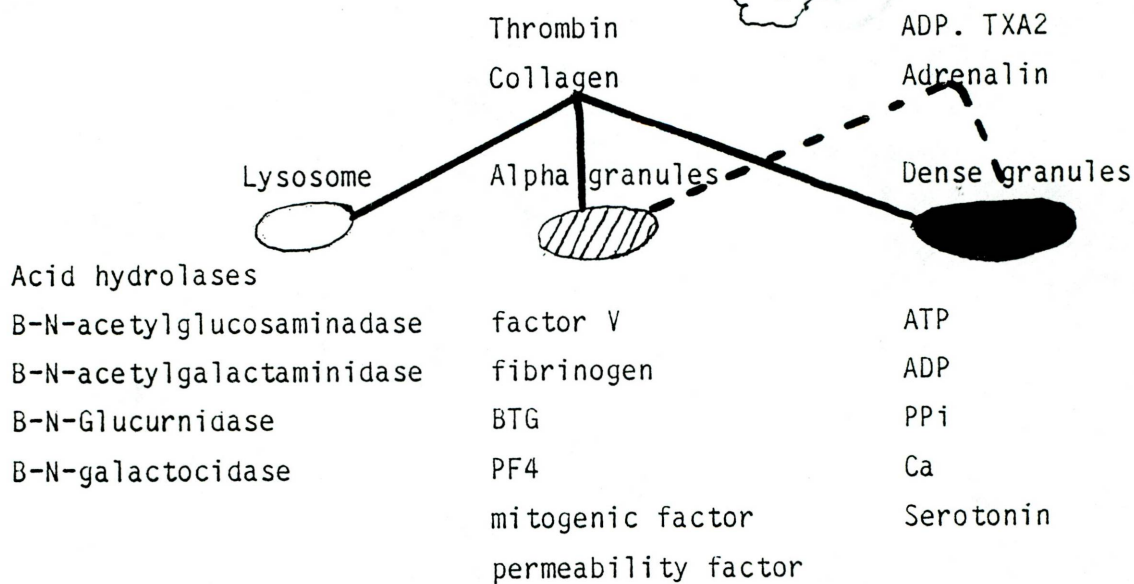 Thrombin
ADP. TXA2
Collagen
Adrenalin
Lysosome
Alpha granules
Dense granules
Acid hydrolases
B-N-acetylglucosaminadase
factor V
ATP
B-N-acetylgalactaminidase
fibrinogen
ADP
B-N-Glucurnidase
BTG
PPi
B-N-galactocidase
PF4
Ca
mitogenic factor
Serotonin
permeability factor